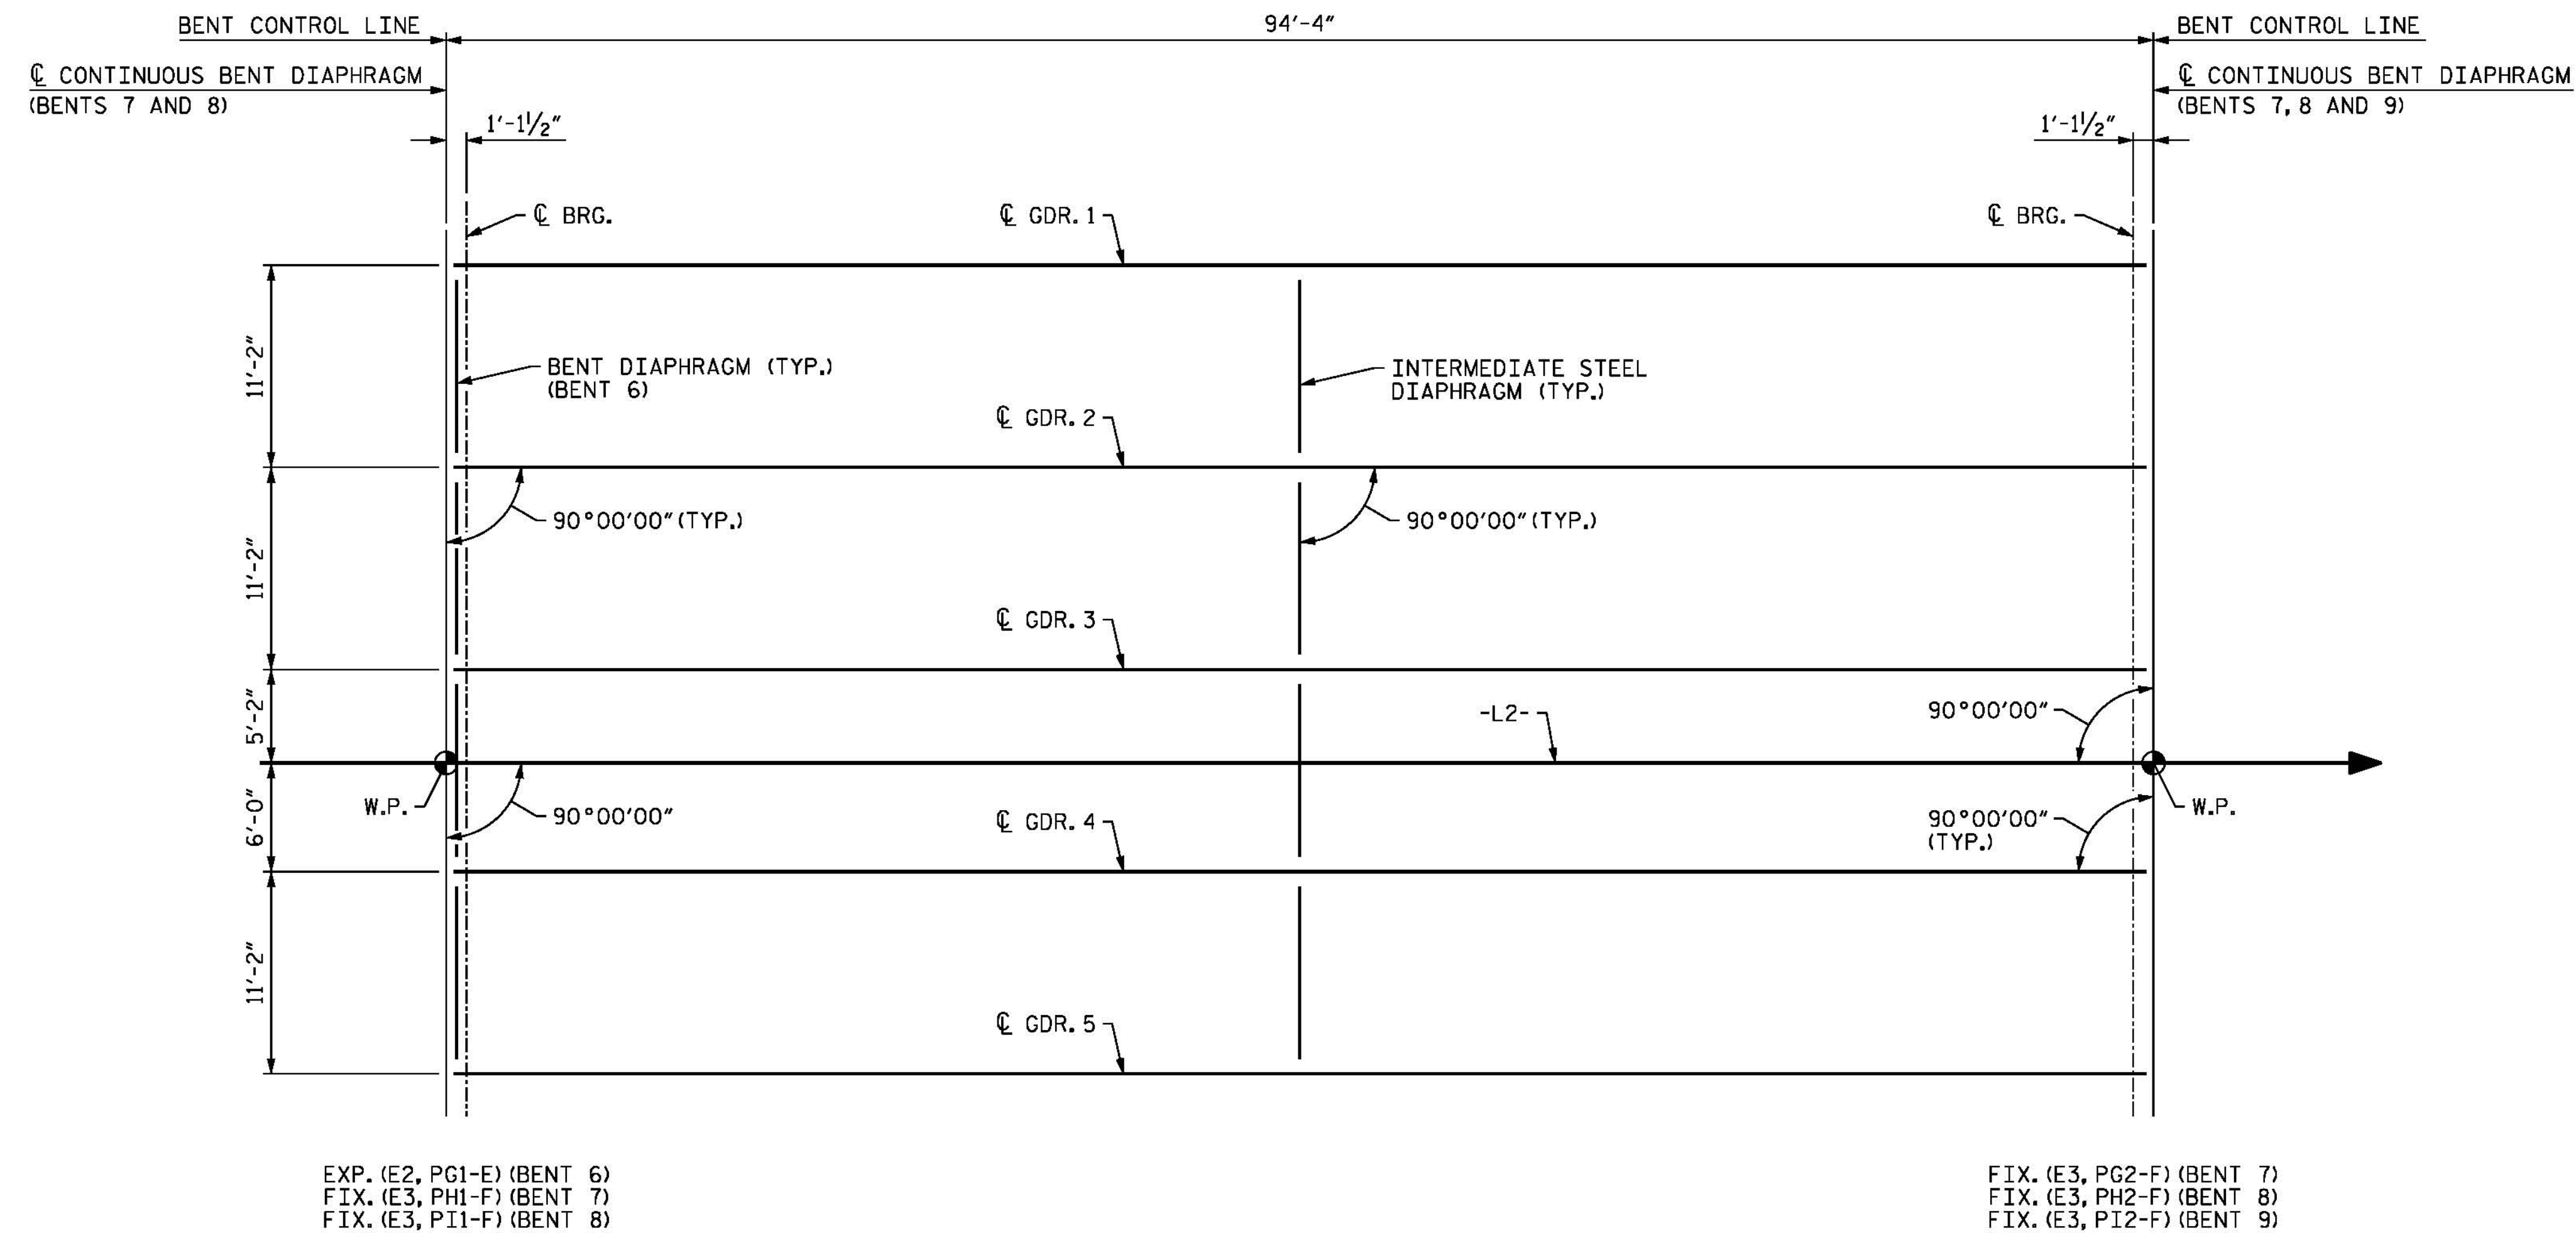 BENT CONTROL LINE
94'-4"
BENT CONTROL LINE
℄ CONTINUOUS BENT DIAPHRAGM
(BENTS 7 AND 8)
℄ CONTINUOUS BENT DIAPHRAGM
(BENTS 7, 8 AND 9)
1'-1½"
1'-1½"
℄ BRG.
℄ GDR. 1
℄ BRG.
11'-2"
BENT DIAPHRAGM (TYP.)
(BENT 6)
INTERMEDIATE STEEL
DIAPHRAGM (TYP.)
℄ GDR. 2
90°00'00" (TYP.)
90°00'00" (TYP.)
11'-2"
℄ GDR. 3
5'-2"
-L2-
90°00'00"
W.P.
6'-0"
90°00'00"
℄ GDR. 4
90°00'00"
(TYP.)
W.P.
11'-2"
℄ GDR. 5
EXP. (E2, PG1-E) (BENT 6)
FIX. (E3, PH1-F) (BENT 7)
FIX. (E3, PI1-F) (BENT 8)
FIX. (E3, PG2-F) (BENT 7)
FIX. (E3, PH2-F) (BENT 8)
FIX. (E3, PI2-F) (BENT 9)